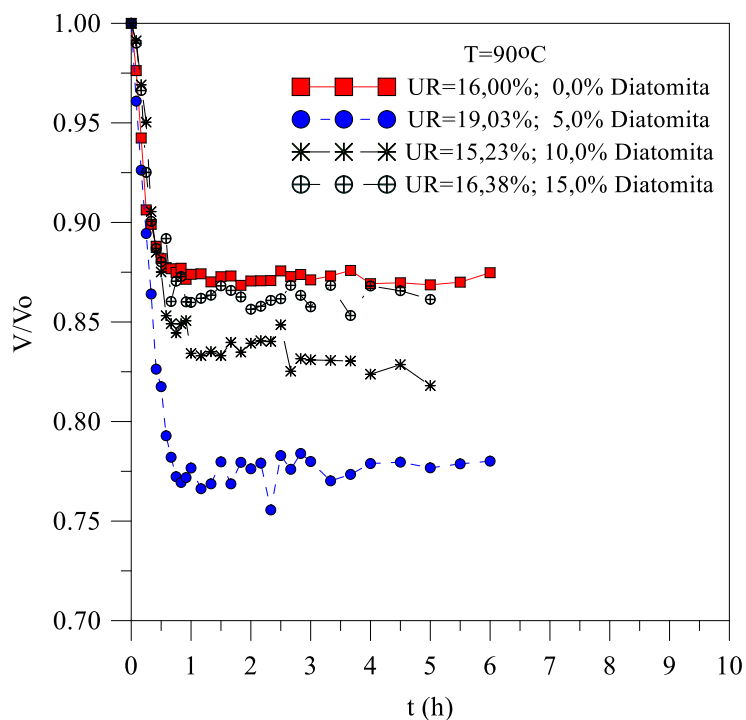 T=90ºC
UR=16,00%; 0,0% Diatomita
UR=19,03%; 5,0% Diatomita
UR=15,23%; 10,0% Diatomita
UR=16,38%; 15,0% Diatomita
V/Vo
1.00
0.95
0.90
0.85
0.80
0.75
0.70
0 1 2 3 4 5 6 7 8 9 10
t (h)